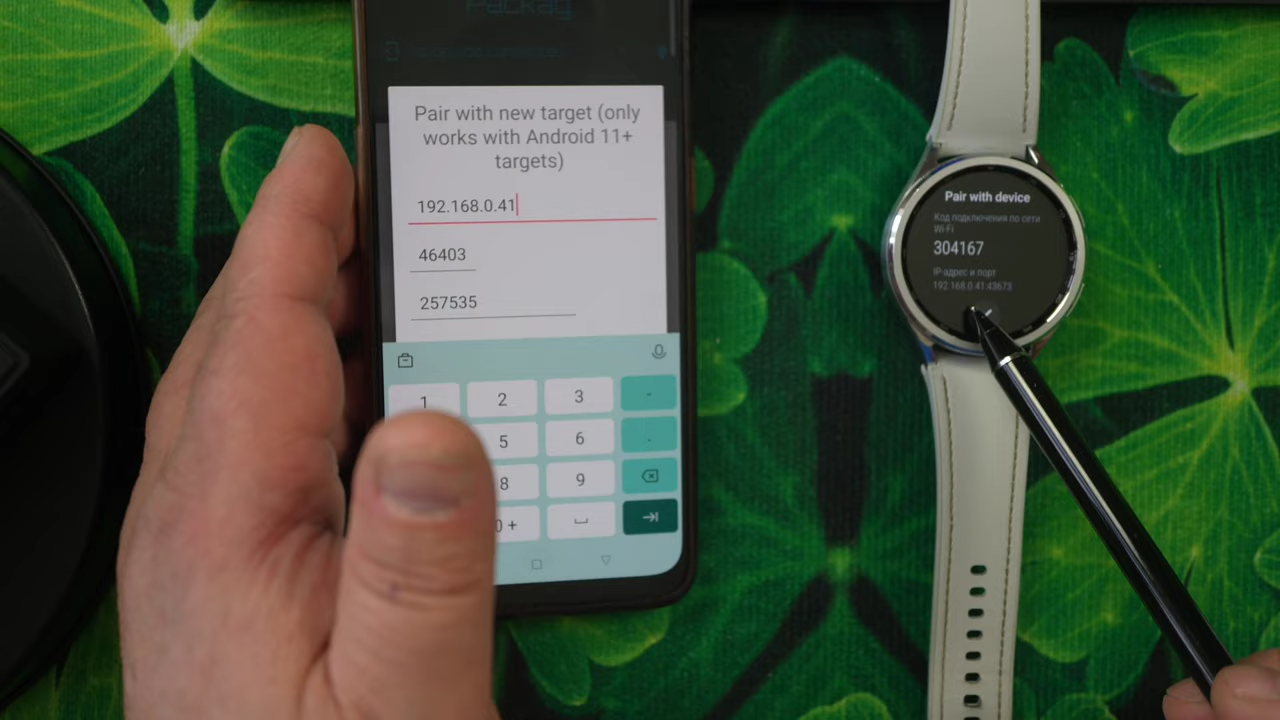 Pair with new target (only
works with Android 11+
targets)
192.168.0.41
46403
257535
1
2
3
-
5
6
.
8
9
0 +
Pair with device
Код подключения по сети
Wi-Fi
304167
IP-адрес и порт
192.168.0.41:43673